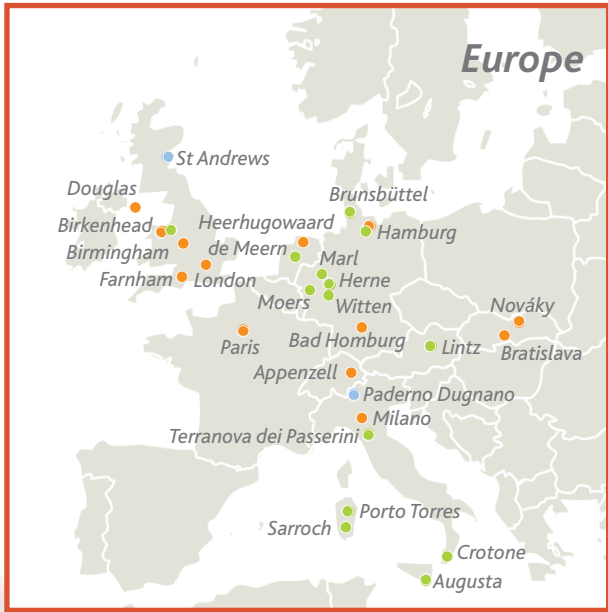 Europe
St Andrews
Douglas
Brunsbüttel
Birkenhead
Heerhugowaard
Hamburg
Birmingham
de Meern
Marl
Farnham
London
Herne
Moers
Witten
Nováky
Paris
Bad Homburg
Lintz
Bratislava
Appenzell
Paderno Dugnano
Milano
Terranova dei Passerini
Porto Torres
Sarroch
Crotone
Augusta